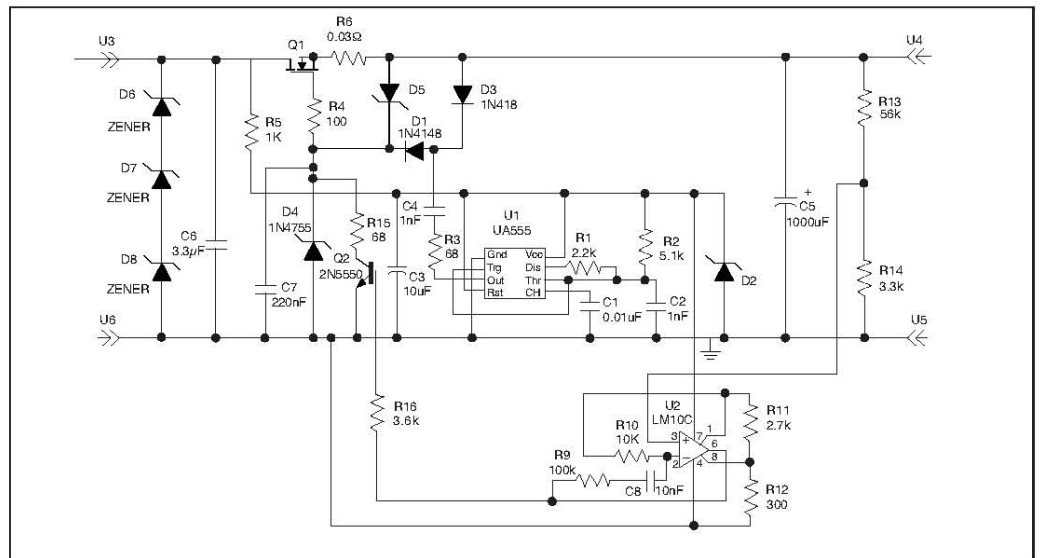 U3
Q1
R6
0.03Ω
U4
D6
ZENER
D7
ZENER
D8
ZENER
R5
1K
R4
100
D5
D3
1N418
D1
1N4148
R13
56k
C6
3.3µF
D4
1N4755
C7
220nF
R15
68
Q2
2N5550
C3
10uF
C4
1nF
R3
68
U1
UA555
Gnd
Trg
Out
Rst
Vcc
Dis
Thr
CH
R1
2.2k
R2
5.1k
C1
0.01uF
C2
1nF
D2
+
C5
1000uF
R14
3.3k
U6
U5
R16
3.6k
U2
LM10C
3
+
2
−
7
1
6
8
4
R10
10K
R9
100k
C8
10nF
R11
2.7k
R12
300